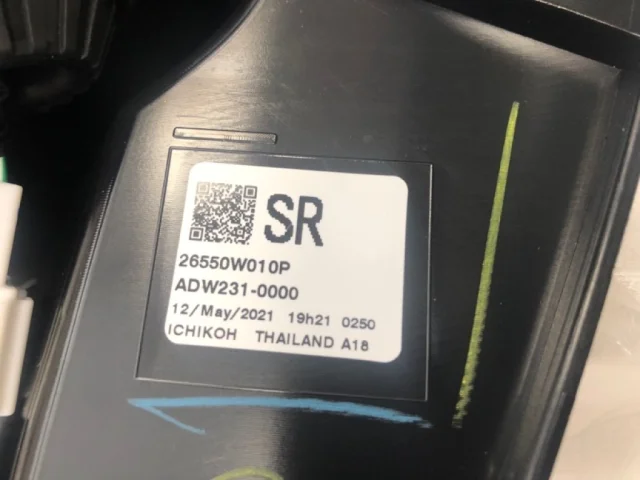 SR
26550W010P
ADW231-0000
12/May/2021 19h21 0250
ICHIKOH THAILAND A18